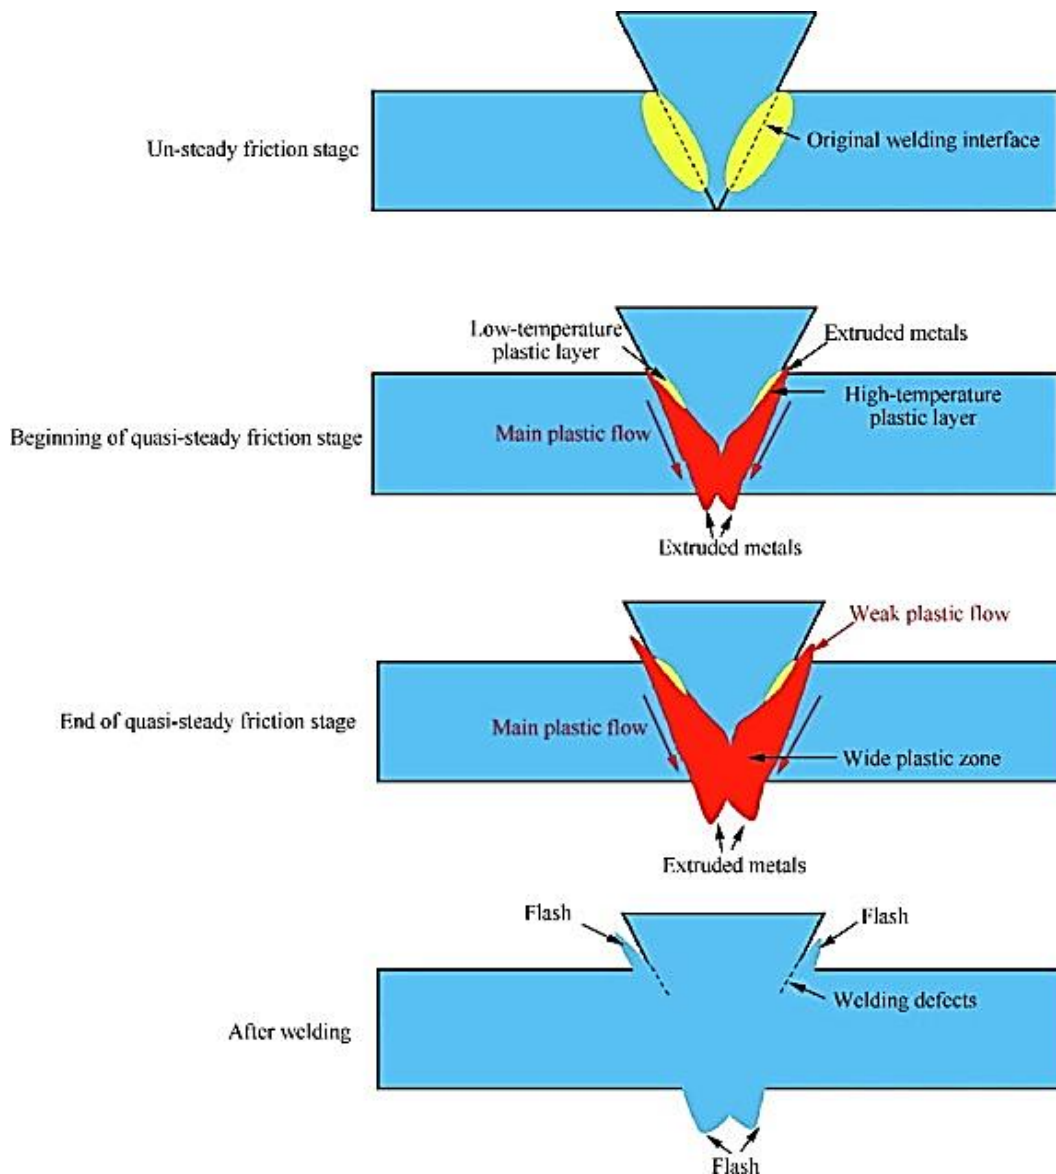 Un-steady friction stage
Original welding interface
Low-temperature
plastic layer
Extruded metals
High-temperature
plastic layer
Beginning of quasi-steady friction stage
Main plastic flow
Extruded metals
Weak plastic flow
End of quasi-steady friction stage
Main plastic flow
Wide plastic zone
Extruded metals
Flash
Flash
Welding defects
After welding
Flash